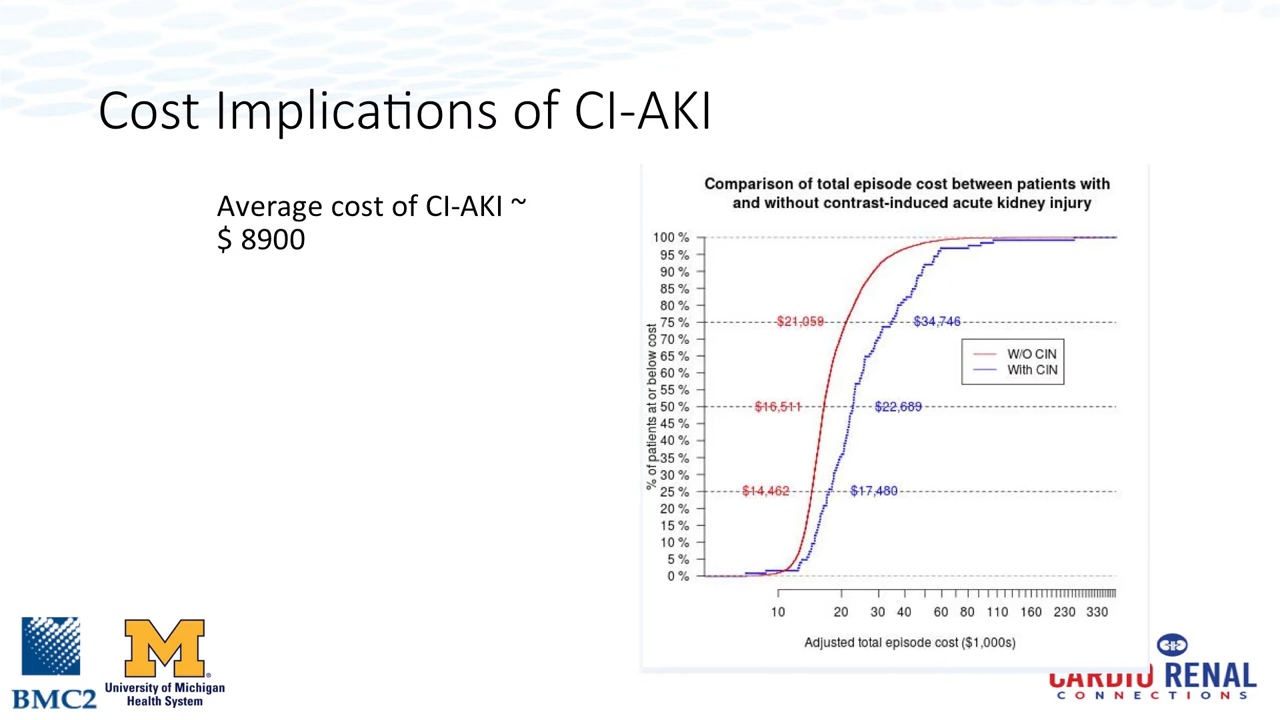 Cost Implications of CI-AKI
Average cost of CI-AKI ~
$ 8900
Comparison of total episode cost between patients with
and without contrast-induced acute kidney injury
% of patients at or below cost
100 %
95 %
90 %
85 %
80 %
75 %
70 %
65 %
60 %
55 %
50 %
45 %
40 %
35 %
30 %
25 %
20 %
15 %
10 %
5 %
0 %
$21,059
$34,746
W/O CIN
With CIN
$16,511
$22,689
$14,462
$17,480
10 20 30 40 60 80 110 160 230 330
Adjusted total episode cost ($1,000s)
BMC2
M
University of Michigan
Health System
CARDIO RENAL
CONNECTIONS